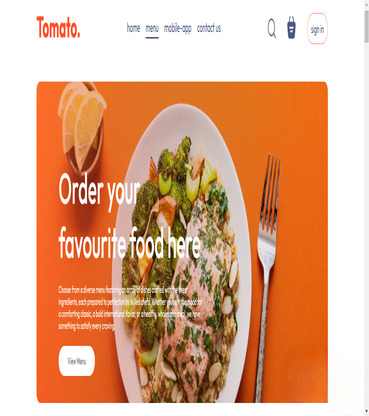 Tomato.
home menu mobile-app contact us
sign in
Order your
favourite food here
Choose from a diverse menu featuring an array of dishes crafted with the finest
ingredients, each prepared to perfection by skilled chefs. Whether you're in the mood for
a comforting classic, a bold international flavor, or a healthy, wholesome meal, we have
something to satisfy every craving.
View Menu